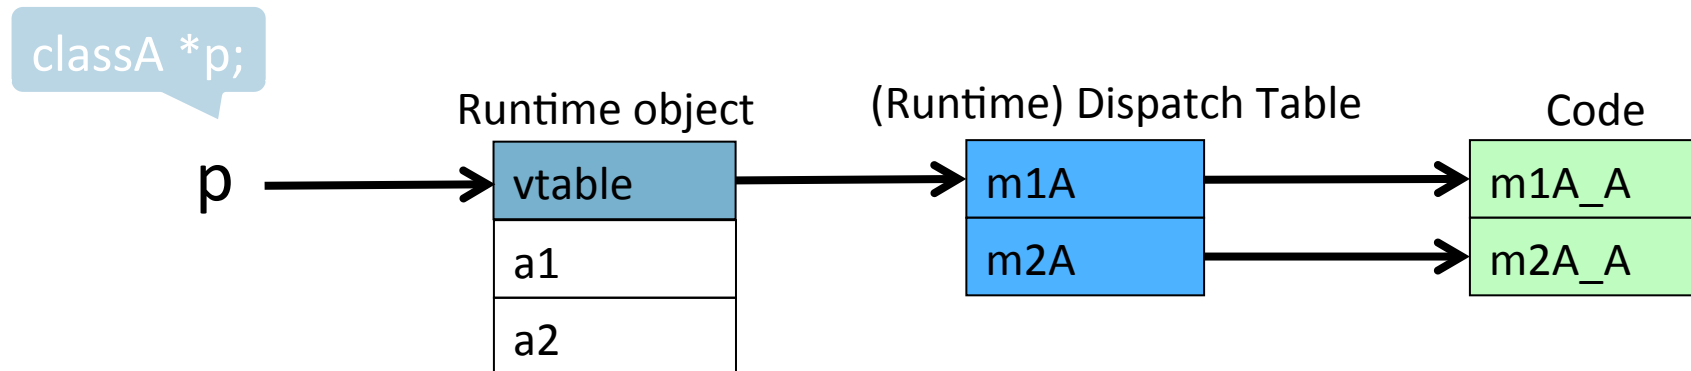 classA *p;
Runtime object
(Runtime) Dispatch Table
Code
p
vtable
m1A
m1A_A
a1
m2A
m2A_A
a2